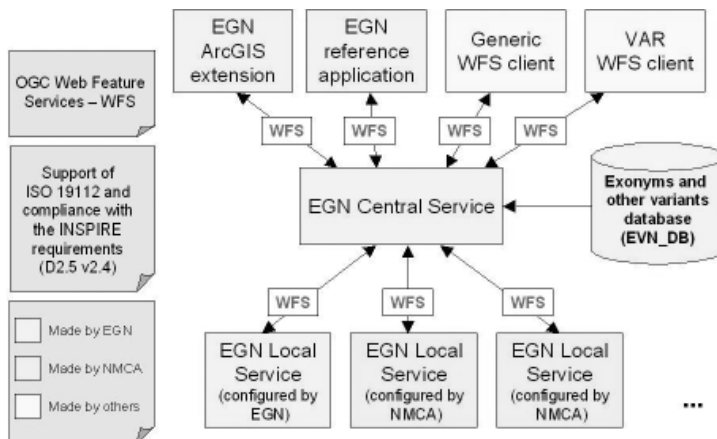 OGC Web Feature
Services – WFS
Support of
ISO 19112 and
compliance with
the INSPIRE
requirements
(D2.5 v2.4)
Made by EGN
Made by NMCA
Made by others
EGN
ArcGIS
extension
EGN
reference
application
Generic
WFS client
VAR
WFS client
WFS
WFS
WFS
WFS
EGN Central Service
Exonyms and
other variants
database
(EVN_DB)
WFS
WFS
WFS
EGN Local
Service
(configured by
EGN)
EGN Local
Service
(configured by
NMCA)
EGN Local
Service
(configured by
NMCA)
...